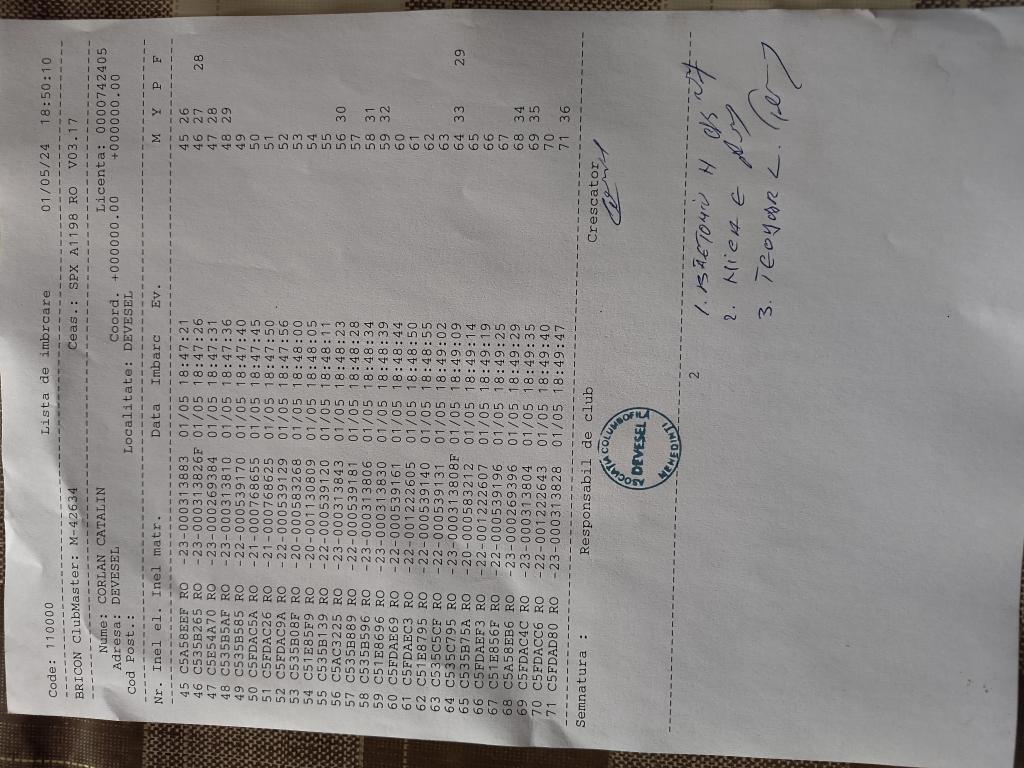 Code: 110000 Lista de imbrcare 01/05/24 18:50:10
BRICON ClubMaster: M-42634 Ceas.: SPX A1198 RO V03.17
Nume: CORLAN CATALIN Licenta: 0000742405
Adresa: DEVESEL Coord. +000000.00 +0000000.00
Cod Post.: Localitate: DEVESEL
Nr. Inel el. Inel matr. Data Imbarc Ev. M Y P F
45 C5A58EEF RO -23-000313883 01/05 18:47:21 45 26
46 C535B265 RO -23-000313826F 01/05 18:47:26 46 27 28
47 C5E54A70 RO -23-000269384 01/05 18:47:31 47 28
48 C535B5AF RO -23-000313810 01/05 18:47:36 48 29
49 C535B585 RO -22-000539170 01/05 18:47:40 49
50 C5FDAC5A RO -21-000768655 01/05 18:47:45 50
51 C5FDAC26 RO -21-000768625 01/05 18:47:50 51
52 C5FDAC2A RO -22-000539129 01/05 18:47:56 52
53 C535B0BF RO -20-000583268 01/05 18:48:00 53
54 C51E85F9 RO -20-001130809 01/05 18:48:05 54
55 C535B139 RO -22-000539120 01/05 18:48:11 55
56 C5AC3225 RO -23-000313843 01/05 18:48:23 56 30
57 C535B889 RO -22-000539181 01/05 18:48:28 57
58 C535B596 RO -23-000313806 01/05 18:48:34 58 31
59 C51E8696 RO -23-000313830 01/05 18:48:39 59 32
60 C5FDAE69 RO -22-000539161 01/05 18:48:44 60
61 C5FDAEC3 RO -22-001222605 01/05 18:48:50 61
62 C51E8795 RO -22-000539140 01/05 18:48:55 62
63 C535C5CF RO -22-000539131 01/05 18:49:02 63
64 C535C795 RO -23-000313808F 01/05 18:49:09 64 33 29
65 C535B75A RO -20-000583212 01/05 18:49:14 65
66 C5FDAEF3 RO -22-001222607 01/05 18:49:19 66
67 C51E856F RO -22-000539196 01/05 18:49:25 67
68 C5A58EB6 RO -23-000269396 01/05 18:49:29 68 34
69 C5FDAC4C RO -23-000313804 01/05 18:49:35 69 35
70 C5FDACC6 RO -22-001222643 01/05 18:49:40 70
71 C5FDAD80 RO -23-000313828 01/05 18:49:47 71 36
Semnatura : Responsabil de club Crescator
SOCIATIA COLUMBOFILA
DEVESEL
MEHEDINTI
2
1.
2.
3.